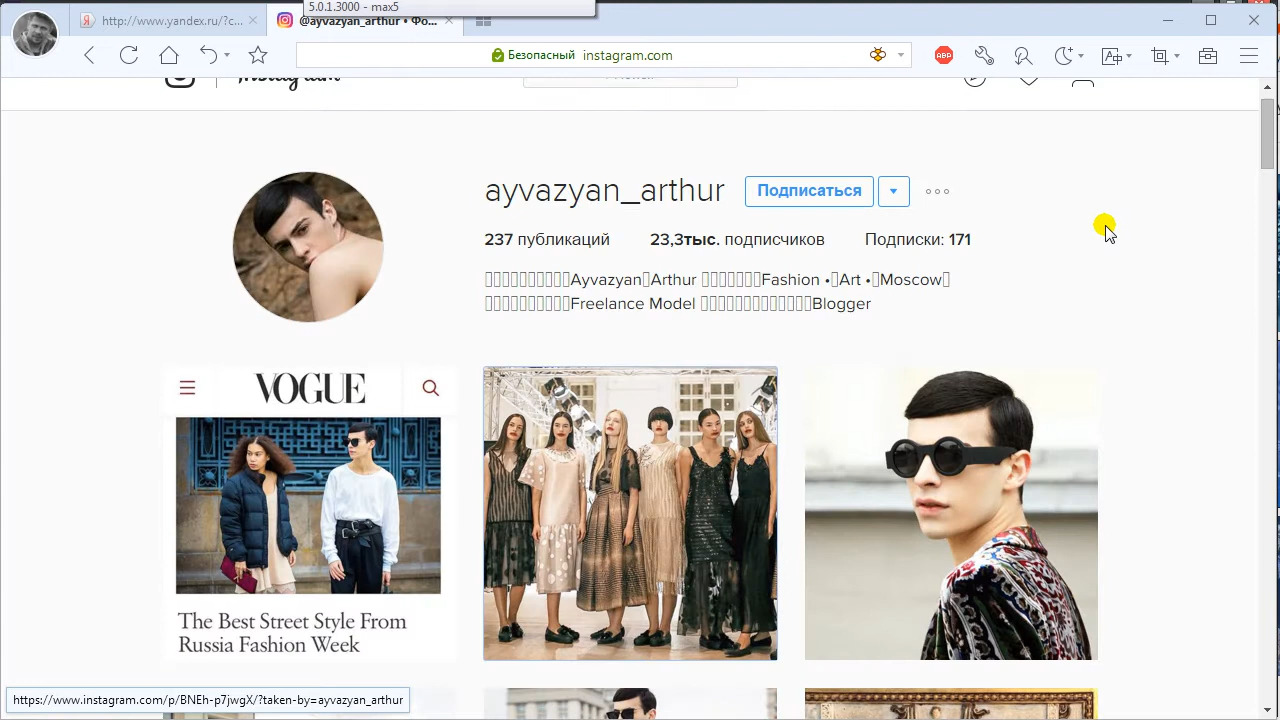 5.0.1.3000 - max5
http://www.yandex.ru/?c...
@ayvazyan_arthur • Фо...
Безопасный instagram.com
ABP
ayvazyan_arthur Подписаться
237 публикаций 23,3тыс. подписчиков Подписки: 171
Ayvazyan Arthur Fashion • Art • Moscow
Freelance Model Blogger
VOGUE
The Best Street Style From
Russia Fashion Week
https://www.instagram.com/p/BNEh-p7jwgX/?taken-by=ayvazyan_arthur